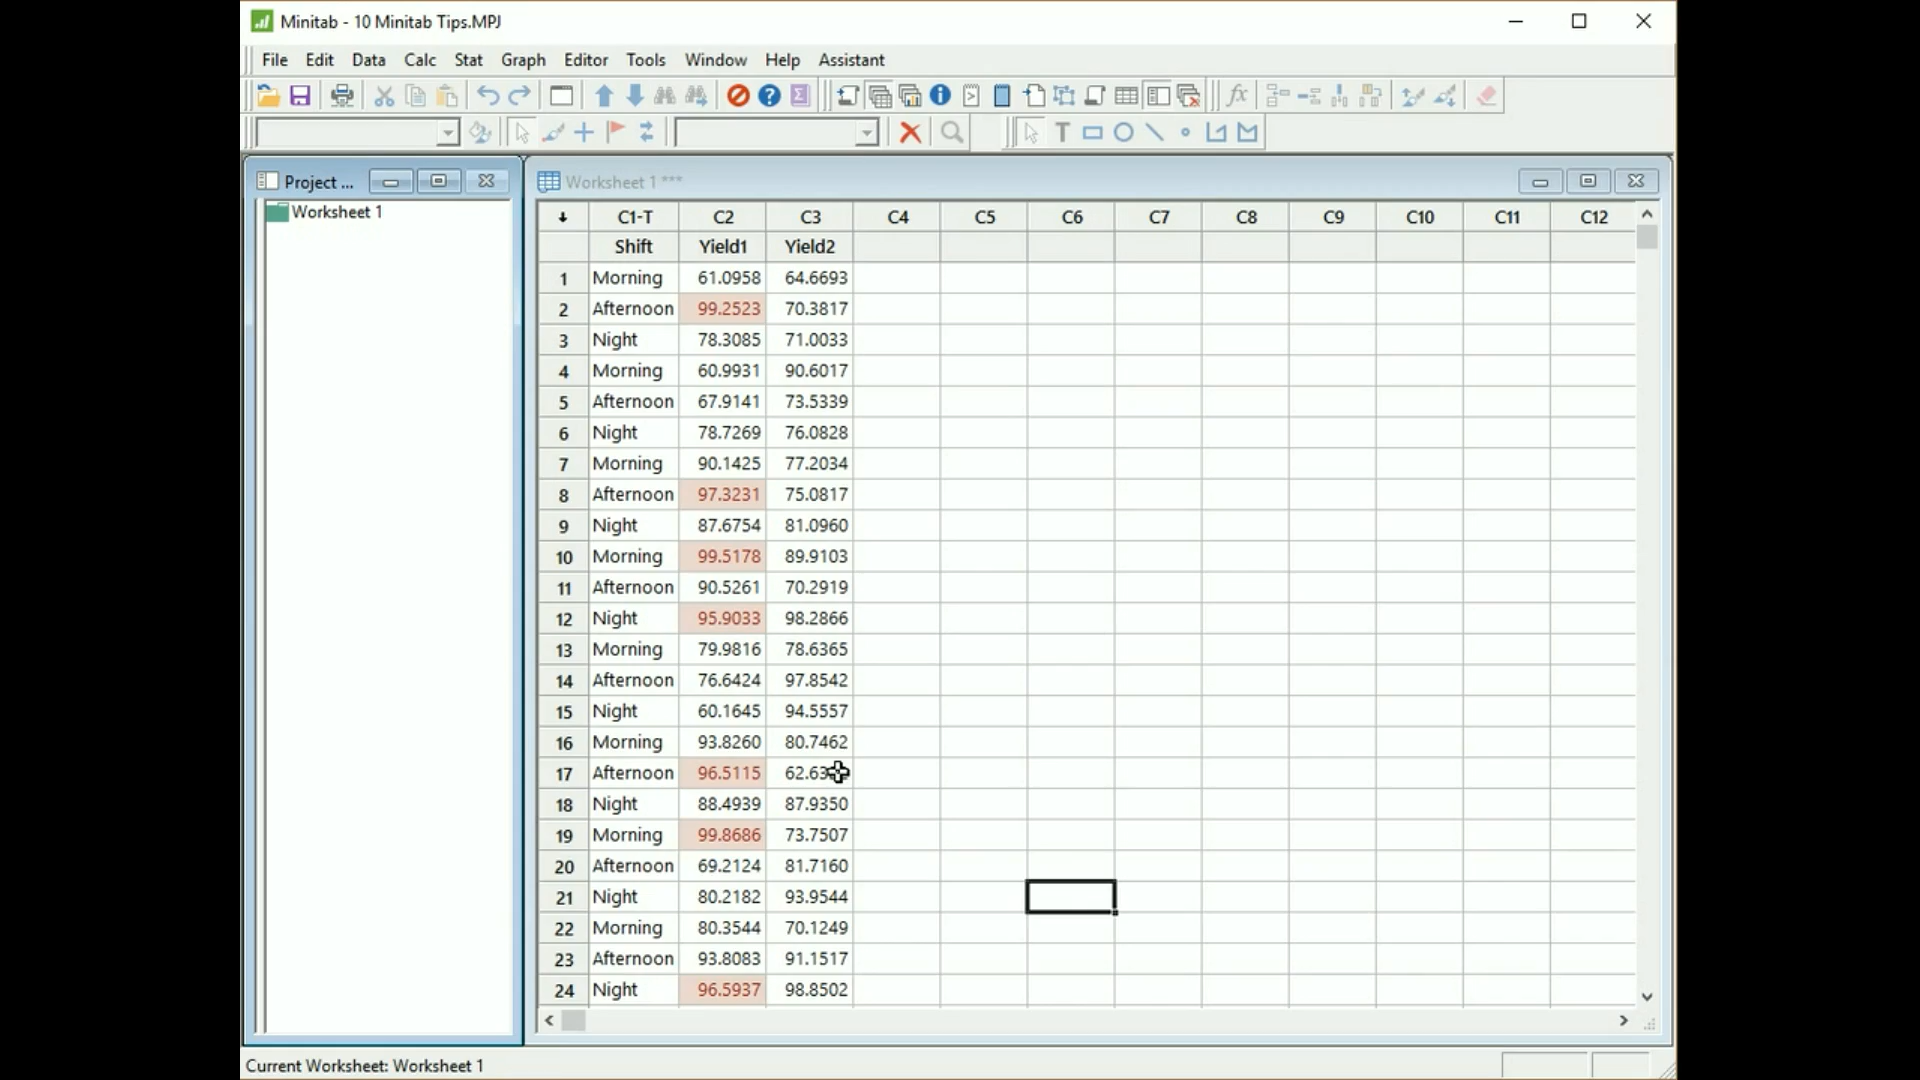 Minitab - 10 Minitab Tips.MPJ
File Edit Data Calc Stat Graph Editor Tools Window Help Assistant
Project ...
Worksheet 1
Worksheet 1 ***
C1-T C2 C3 C4 C5 C6 C7 C8 C9 C10 C11 C12
Shift Yield1 Yield2
1 Morning 61.0958 64.6693
2 Afternoon 99.2523 70.3817
3 Night 78.3085 71.0033
4 Morning 60.9931 90.6017
5 Afternoon 67.9141 73.5339
6 Night 78.7269 76.0828
7 Morning 90.1425 77.2034
8 Afternoon 97.3231 75.0817
9 Night 87.6754 81.0960
10 Morning 99.5178 89.9103
11 Afternoon 90.5261 70.2919
12 Night 95.9033 98.2866
13 Morning 79.9816 78.6365
14 Afternoon 76.6424 97.8542
15 Night 60.1645 94.5557
16 Morning 93.8260 80.7462
17 Afternoon 96.5115
18 Night 88.4939 87.9350
19 Morning 99.8686 73.7507
20 Afternoon 69.2124 81.7160
21 Night 80.2182 93.9544
22 Morning 80.3544 70.1249
23 Afternoon 93.8083 91.1517
24 Night 96.5937 98.8502
Current Worksheet: Worksheet 1